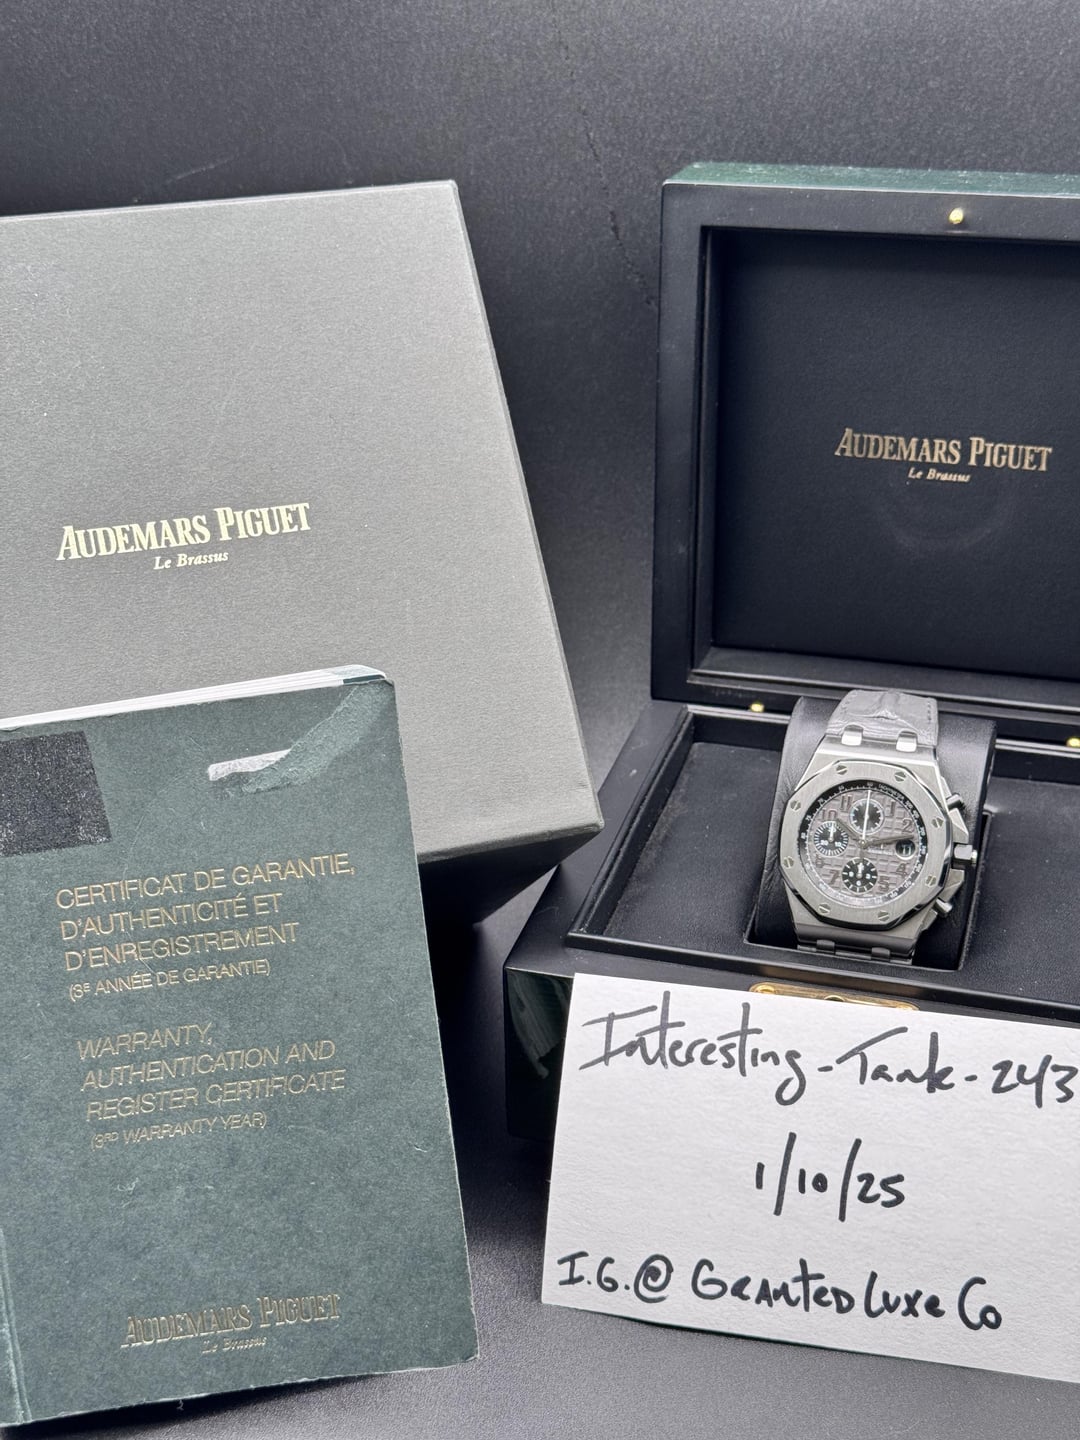 AUDEMARS PIGUET
Le Brassus
AUDEMARS PIGUET
Le Brassus
CERTIFICAT DE GARANTIE,
D'AUTHENTICITÉ ET
D'ENREGISTREMENT
(3E ANNÉE DE GARANTIE)
WARRANTY,
AUTHENTICATION AND
REGISTER CERTIFICATE
(3RD WARRANTY YEAR)
AUDEMARS PIGUET
Le Brassus
Interesting-Tank-243
1/10/25
I.G.@ GrantedLuxeCo